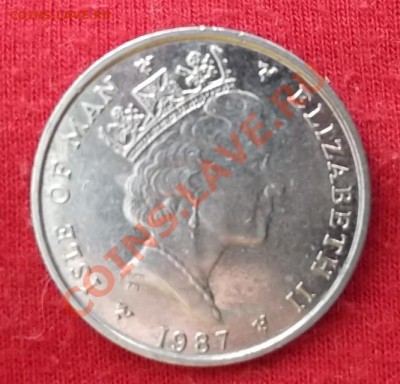 COINS.LAVE.RU
ISLE OF MAN
ELIZABETH II
1987
COINS.LAVE.RU